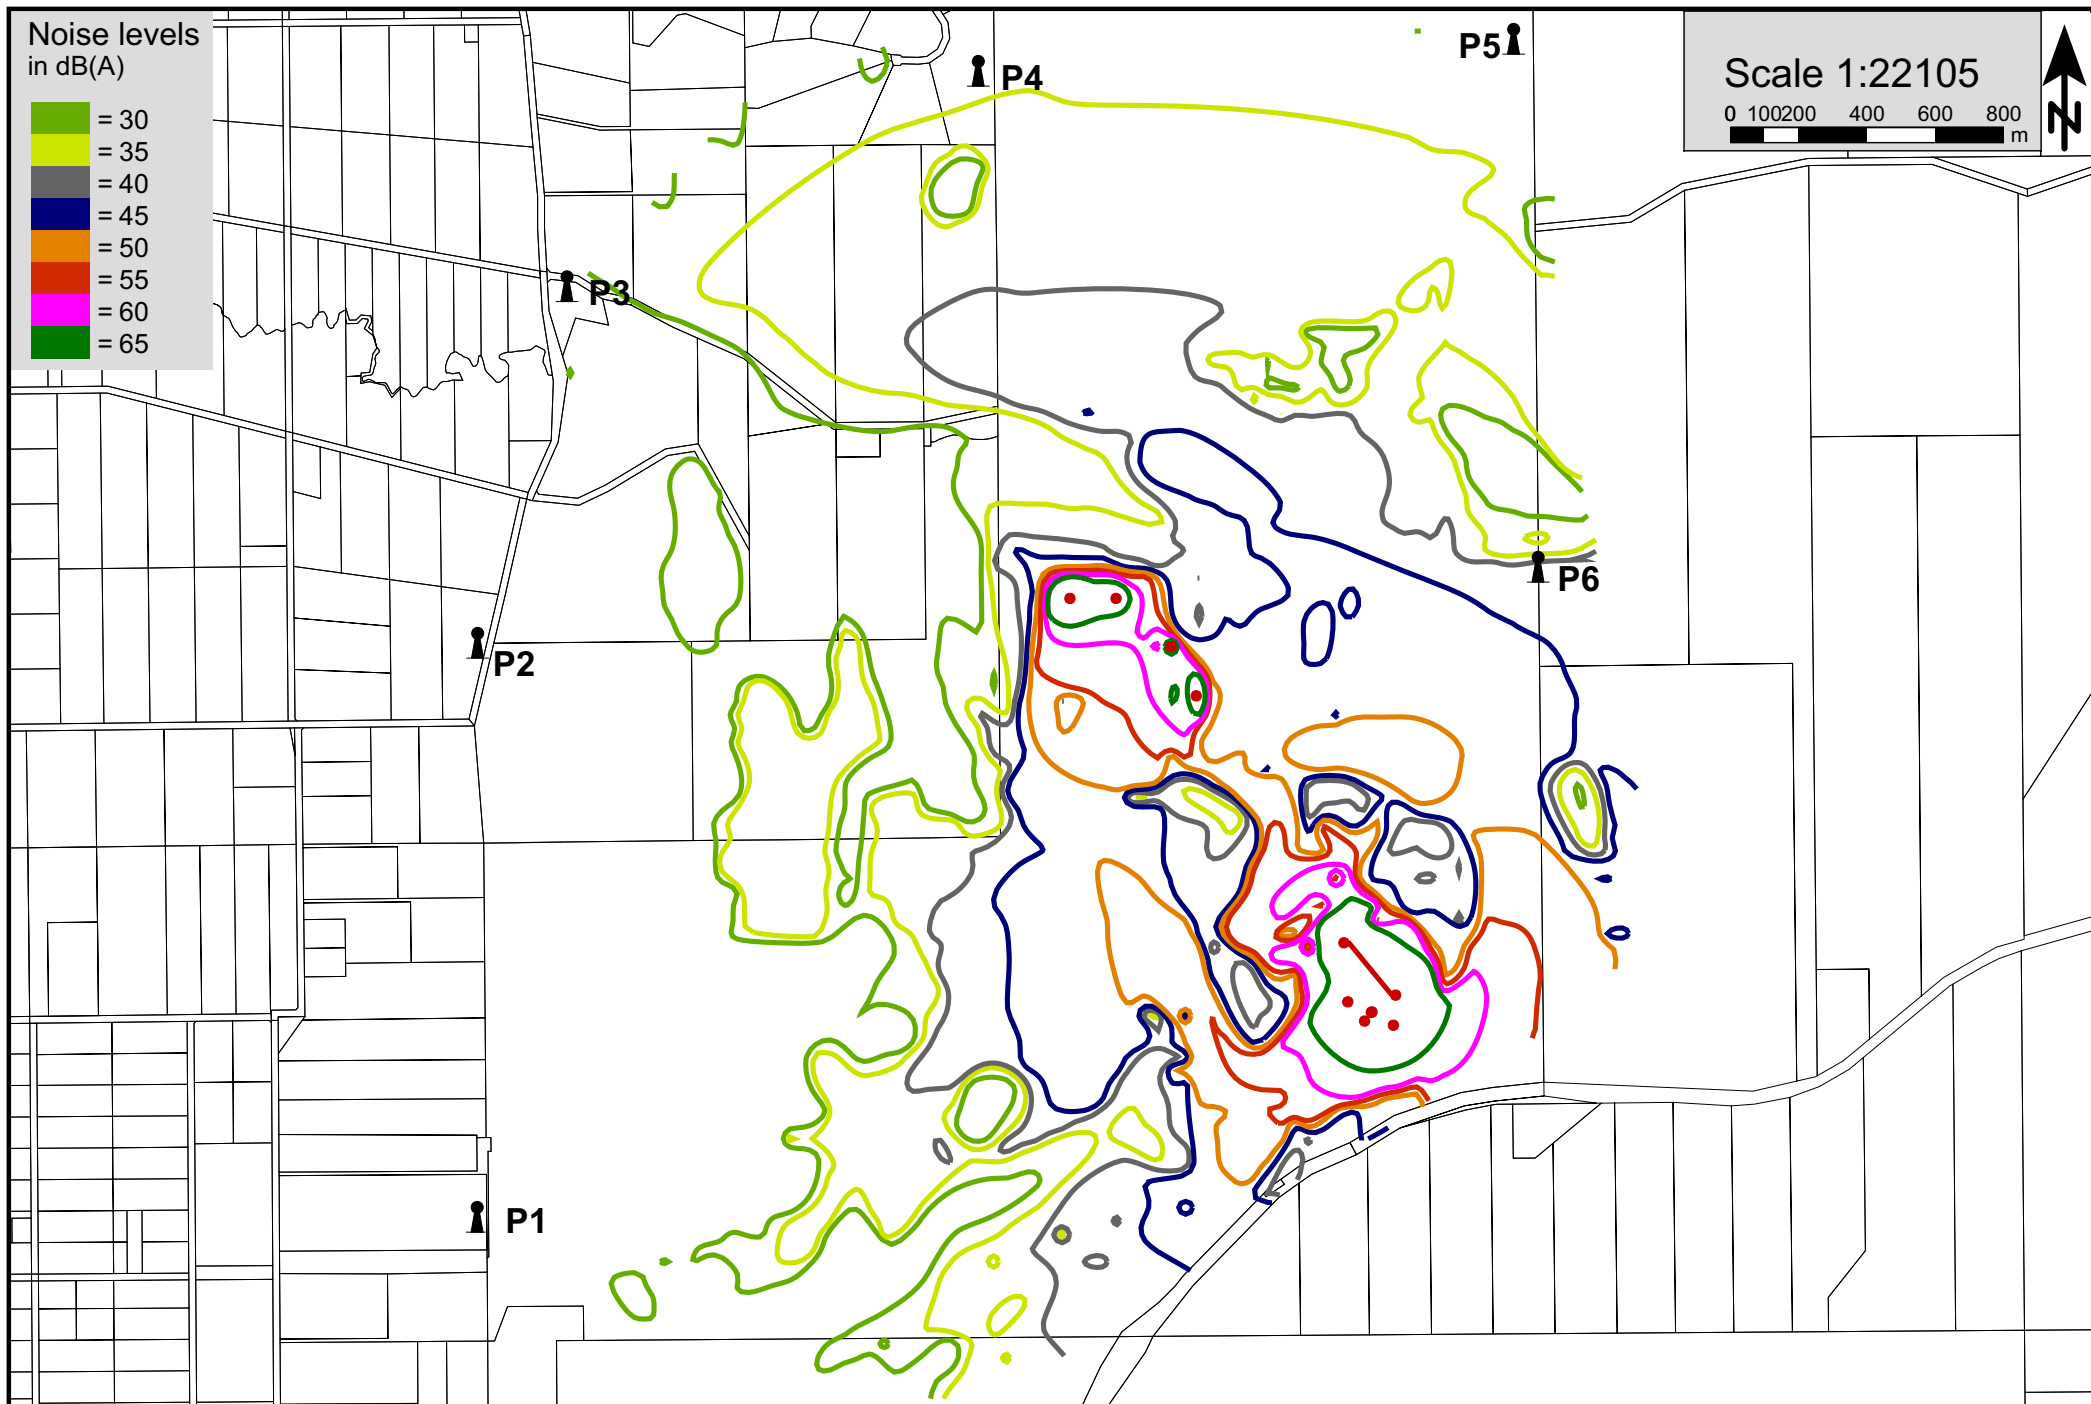 Noise levels
in dB(A)
= 30
= 35
= 40
= 45
= 50
= 55
= 60
= 65
P5
Scale 1:22105
0 100200 400 600 800
m
N
P4
P3
P6
P2
P1